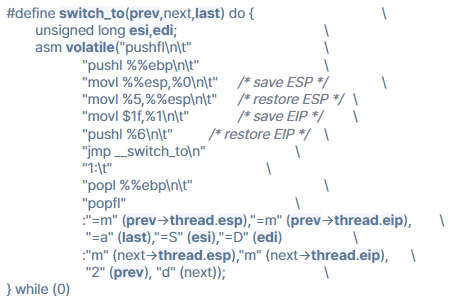 #define switch_to(prev,next,last) do { \
unsigned long esi,edi; \
asm volatile("pushfl\n\t" \
"pushl %%ebp\n\t" \
"movl %%esp,%0\n\t" /* save ESP */ \
"movl %5,%%esp\n\t" /* restore ESP */ \
"movl $1f,%1\n\t" /* save EIP */ \
"pushl %6\n\t" /* restore EIP */ \
"jmp __switch_to\n" \
"1:\t" \
"popl %%ebp\n\t" \
"popfl" \
:"=m" (prev->thread.esp),"=m" (prev->thread.eip), \
"=a" (last),"=S" (esi),"=D" (edi) \
:"m" (next->thread.esp),"m" (next->thread.eip), \
"2" (prev), "d" (next)); \
} while (0)